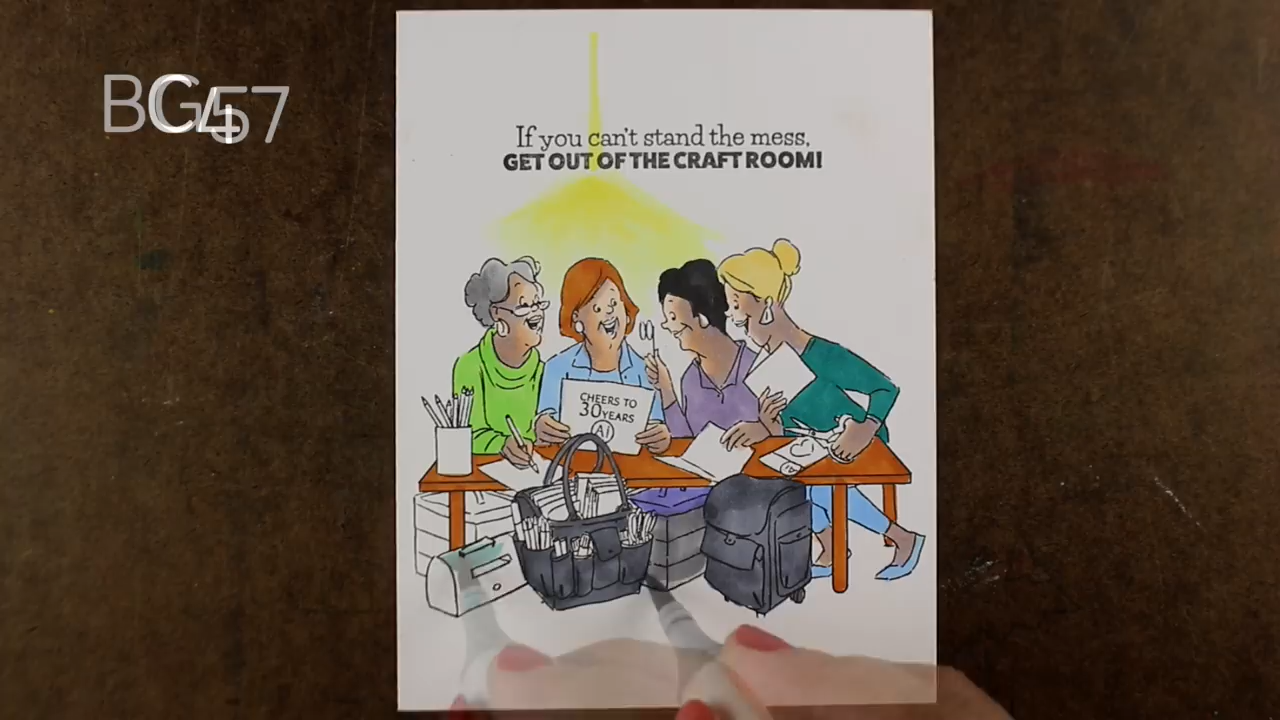 If you can't stand the mess,
GET OUT OF THE CRAFT ROOM!
CHEERS TO
30 YEARS
AI